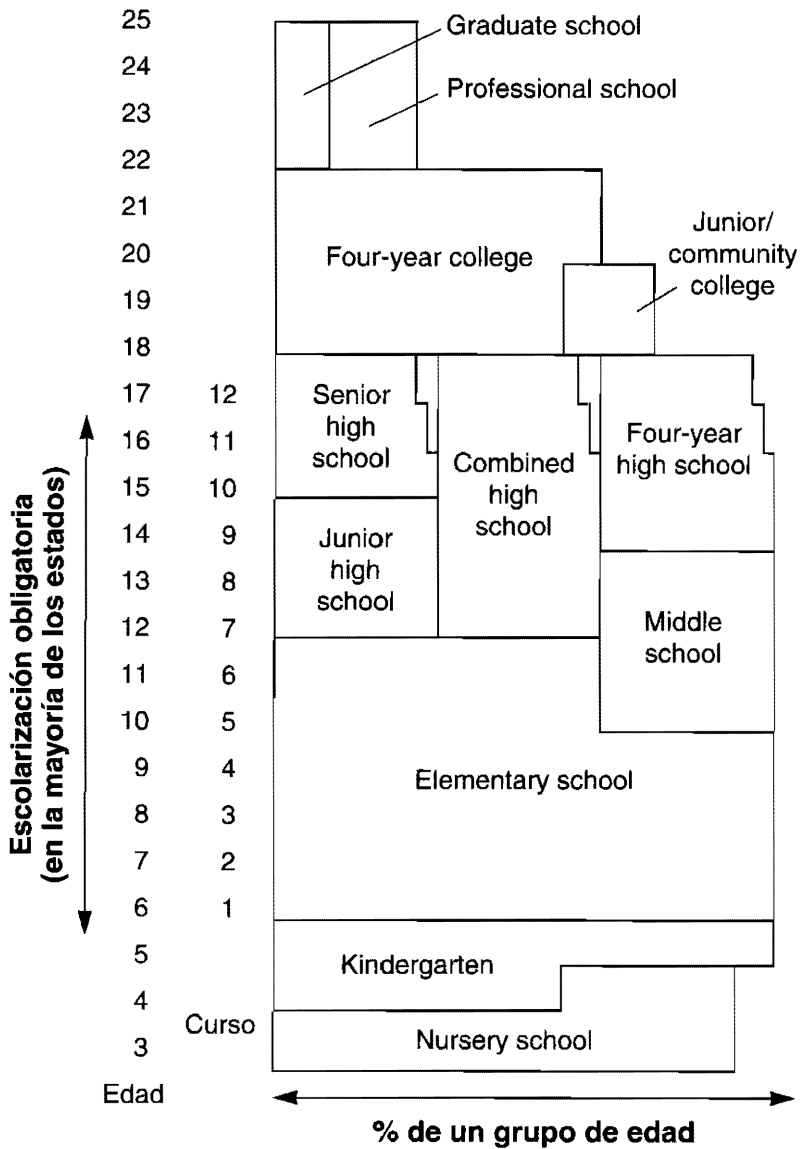 25
Graduate school
24
Professional school
23
22
21
Junior/
community
college
20
Four-year college
19
18
17 12
Senior
high
school
16 11
Four-year
high school
Combined
high
school
15 10
14 9
Junior
high
school
13 8
12 7
Middle
school
11 6
10 5
9 4
Elementary school
8 3
7 2
6 1
5
Kindergarten
4
Curso
3
Nursery school
Edad
Escolarización obligatoria
(en la mayoría de los estados)
% de un grupo de edad